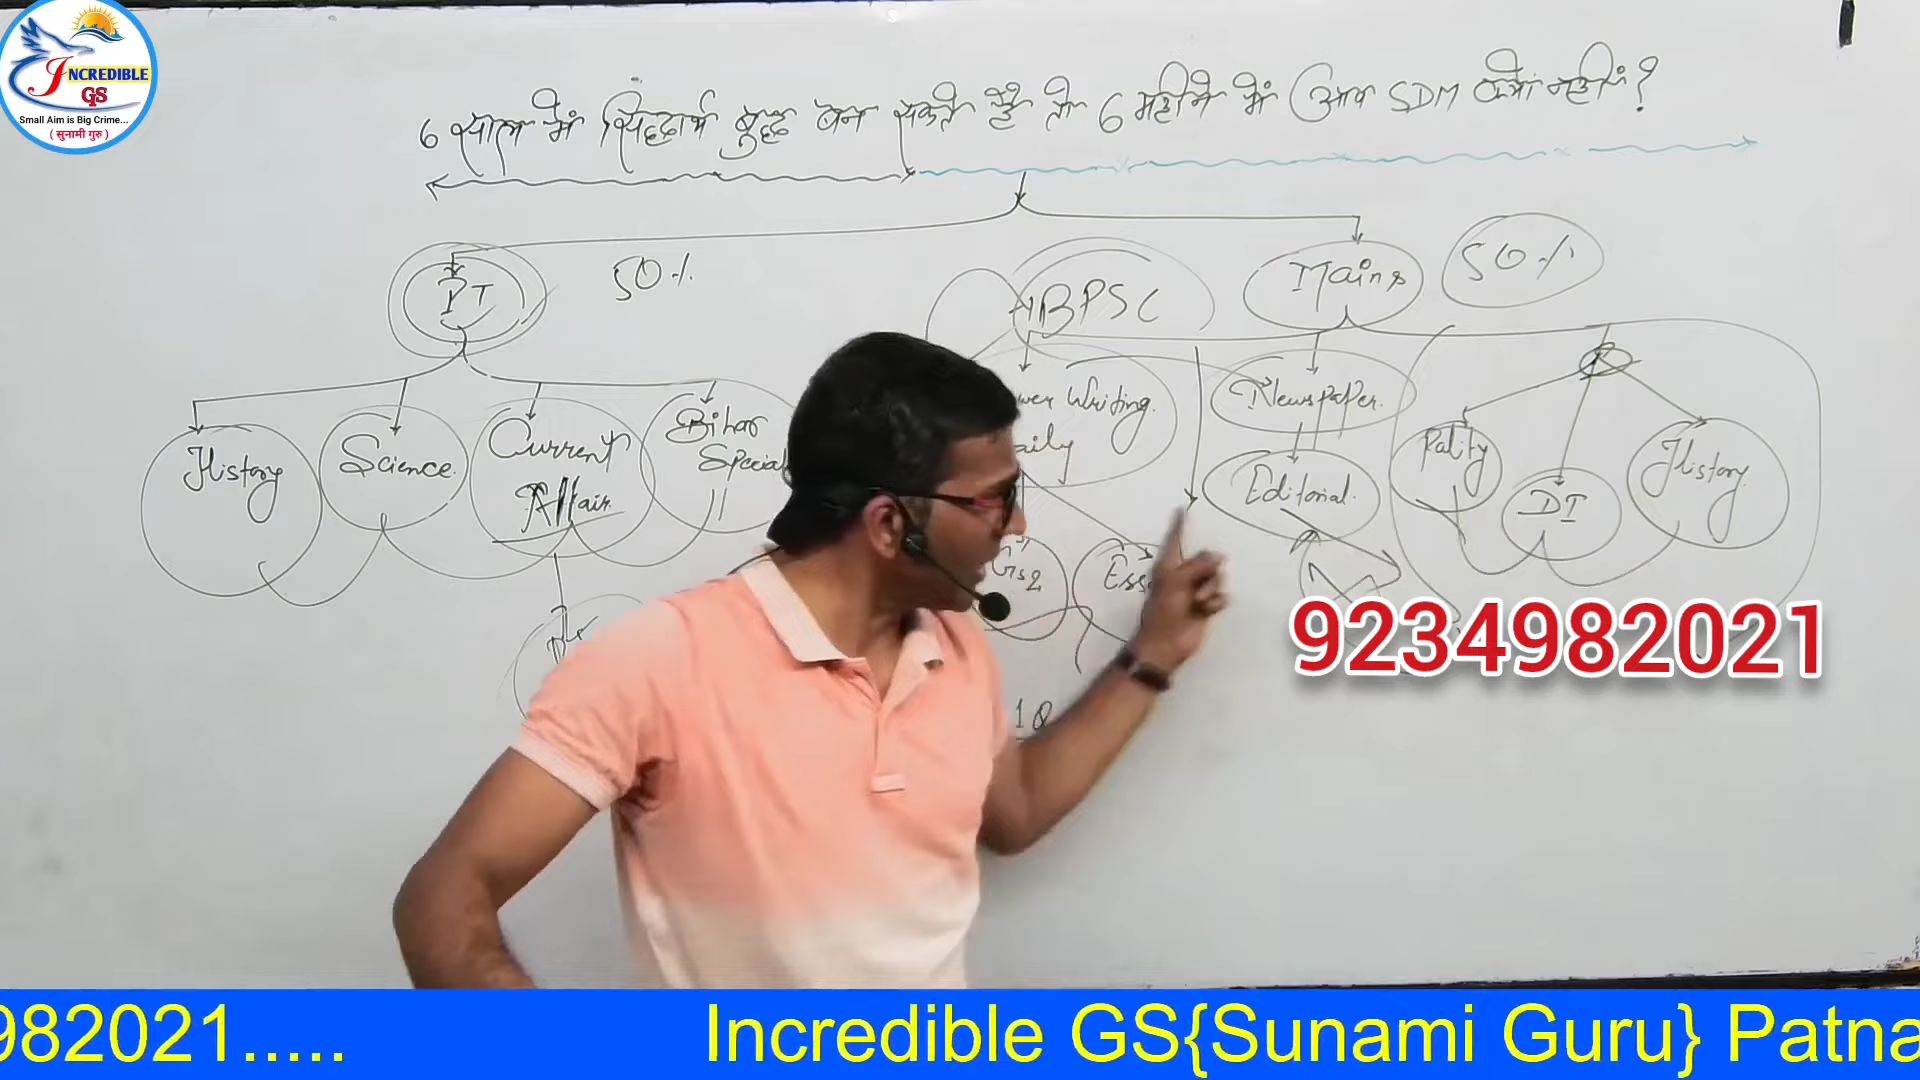 INCREDIBLE
GS
Small Aim is Big Crime...
( सुनामी गुरु )
6 साल में सिद्धार्थ बुद्ध बन सकते हैं तो 6 महीने में आप SDM क्यों नहीं?
PT
50%
BPSC
Mains
50%
History
Science
Current
Affair
Bihar
Special
Writing
Newspaper
Editorial
Polity
DI
History
GS2
1Q
9234982021
982021.....
Incredible GS{Sunami Guru} Patna